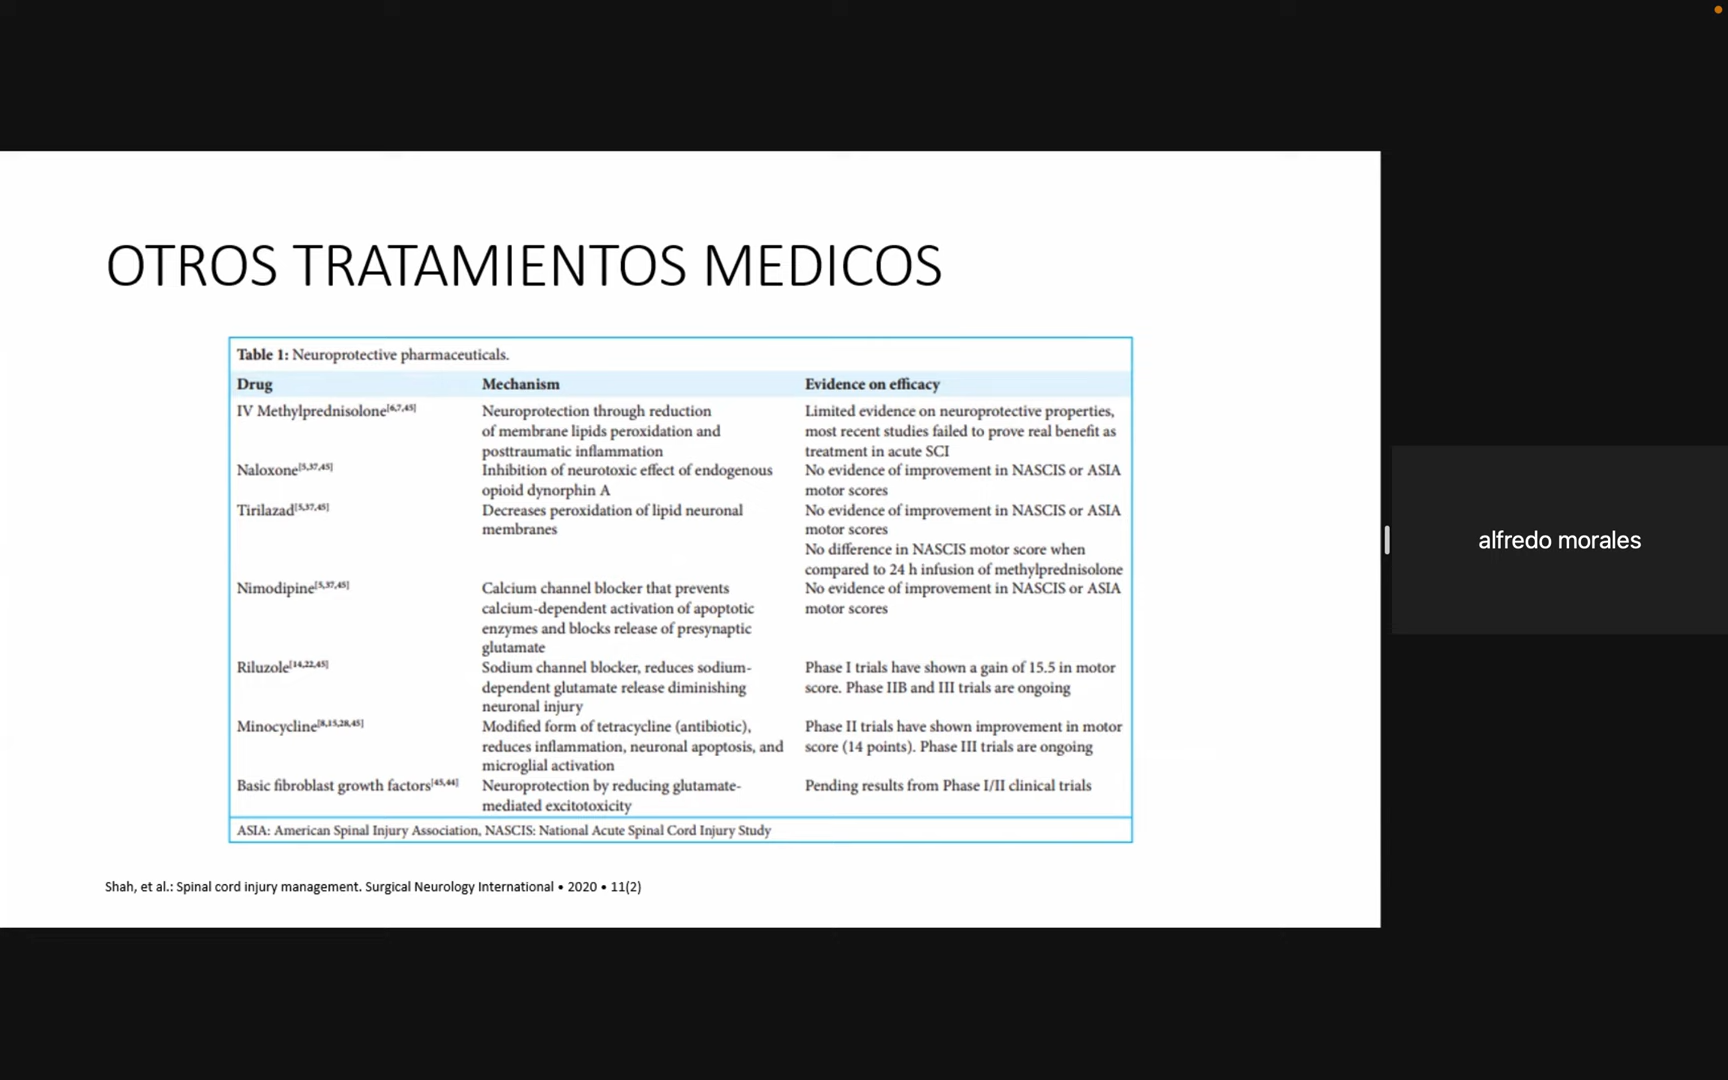 OTROS TRATAMIENTOS MEDICOS
Table 1: Neuroprotective pharmaceuticals.
Drug Mechanism Evidence on efficacy
IV Methylprednisolone[6,7,45] Neuroprotection through reduction Limited evidence on neuroprotective properties,
of membrane lipids peroxidation and most recent studies failed to prove real benefit as
posttraumatic inflammation treatment in acute SCI
Naloxone[5,37,45] Inhibition of neurotoxic effect of endogenous No evidence of improvement in NASCIS or ASIA
opioid dynorphin A motor scores
Tirilazad[5,37,45] Decreases peroxidation of lipid neuronal No evidence of improvement in NASCIS or ASIA
membranes motor scores
No difference in NASCIS motor score when
compared to 24 h infusion of methylprednisolone
Nimodipine[5,37,45] Calcium channel blocker that prevents No evidence of improvement in NASCIS or ASIA
calcium-dependent activation of apoptotic motor scores
enzymes and blocks release of presynaptic
glutamate
Riluzole[14,22,45] Sodium channel blocker, reduces sodium- Phase I trials have shown a gain of 15.5 in motor
dependent glutamate release diminishing score. Phase IIB and III trials are ongoing
neuronal injury
Minocycline[8,15,28,45] Modified form of tetracycline (antibiotic), Phase II trials have shown improvement in motor
reduces inflammation, neuronal apoptosis, and score (14 points). Phase III trials are ongoing
microglial activation
Basic fibroblast growth factors[45,44] Neuroprotection by reducing glutamate- Pending results from Phase I/II clinical trials
mediated excitotoxicity
ASIA: American Spinal Injury Association, NASCIS: National Acute Spinal Cord Injury Study
Shah, et al.: Spinal cord injury management. Surgical Neurology International • 2020 • 11(2)
alfredo morales